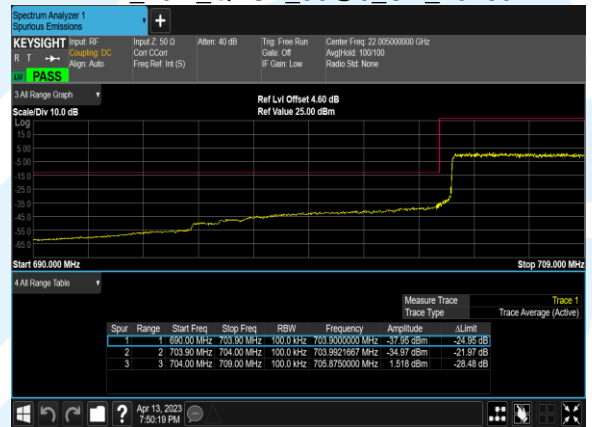 Spectrum Analyzer 1
Spurious Emissions
+
KEYSIGHT Input: RF Input Z: 50 Ω Atten: 40 dB Trig: Free Run Center Freq: 22.005000000 GHz
R T Coupling: DC Corr CCorr Gate: Off Avg|Hold: 100/100
Align: Auto Freq Ref: Int (S) IF Gain: Low Radio Std: None
PASS
3 All Range Graph
Ref Lvl Offset 4.60 dB
Scale/Div 10.0 dB Ref Value 25.00 dBm
Log
15.0
5.00
-5.00
-15.0
-25.0
-35.0
-45.0
-55.0
-65.0
Start 690.000 MHz Stop 709.000 MHz
4 All Range Table
Measure Trace Trace 1
Trace Type Trace Average (Active)
Spur Range Start Freq Stop Freq RBW Frequency Amplitude ΔLimit
1 1 690.00 MHz 703.90 MHz 100.0 kHz 703.9000000 MHz -37.95 dBm -24.95 dB
2 2 703.90 MHz 704.00 MHz 100.0 kHz 703.9921667 MHz -34.97 dBm -21.97 dB
3 3 704.00 MHz 709.00 MHz 100.0 kHz 705.8750000 MHz 1.518 dBm -28.48 dB
? Apr 13, 2023
7:50:19 PM